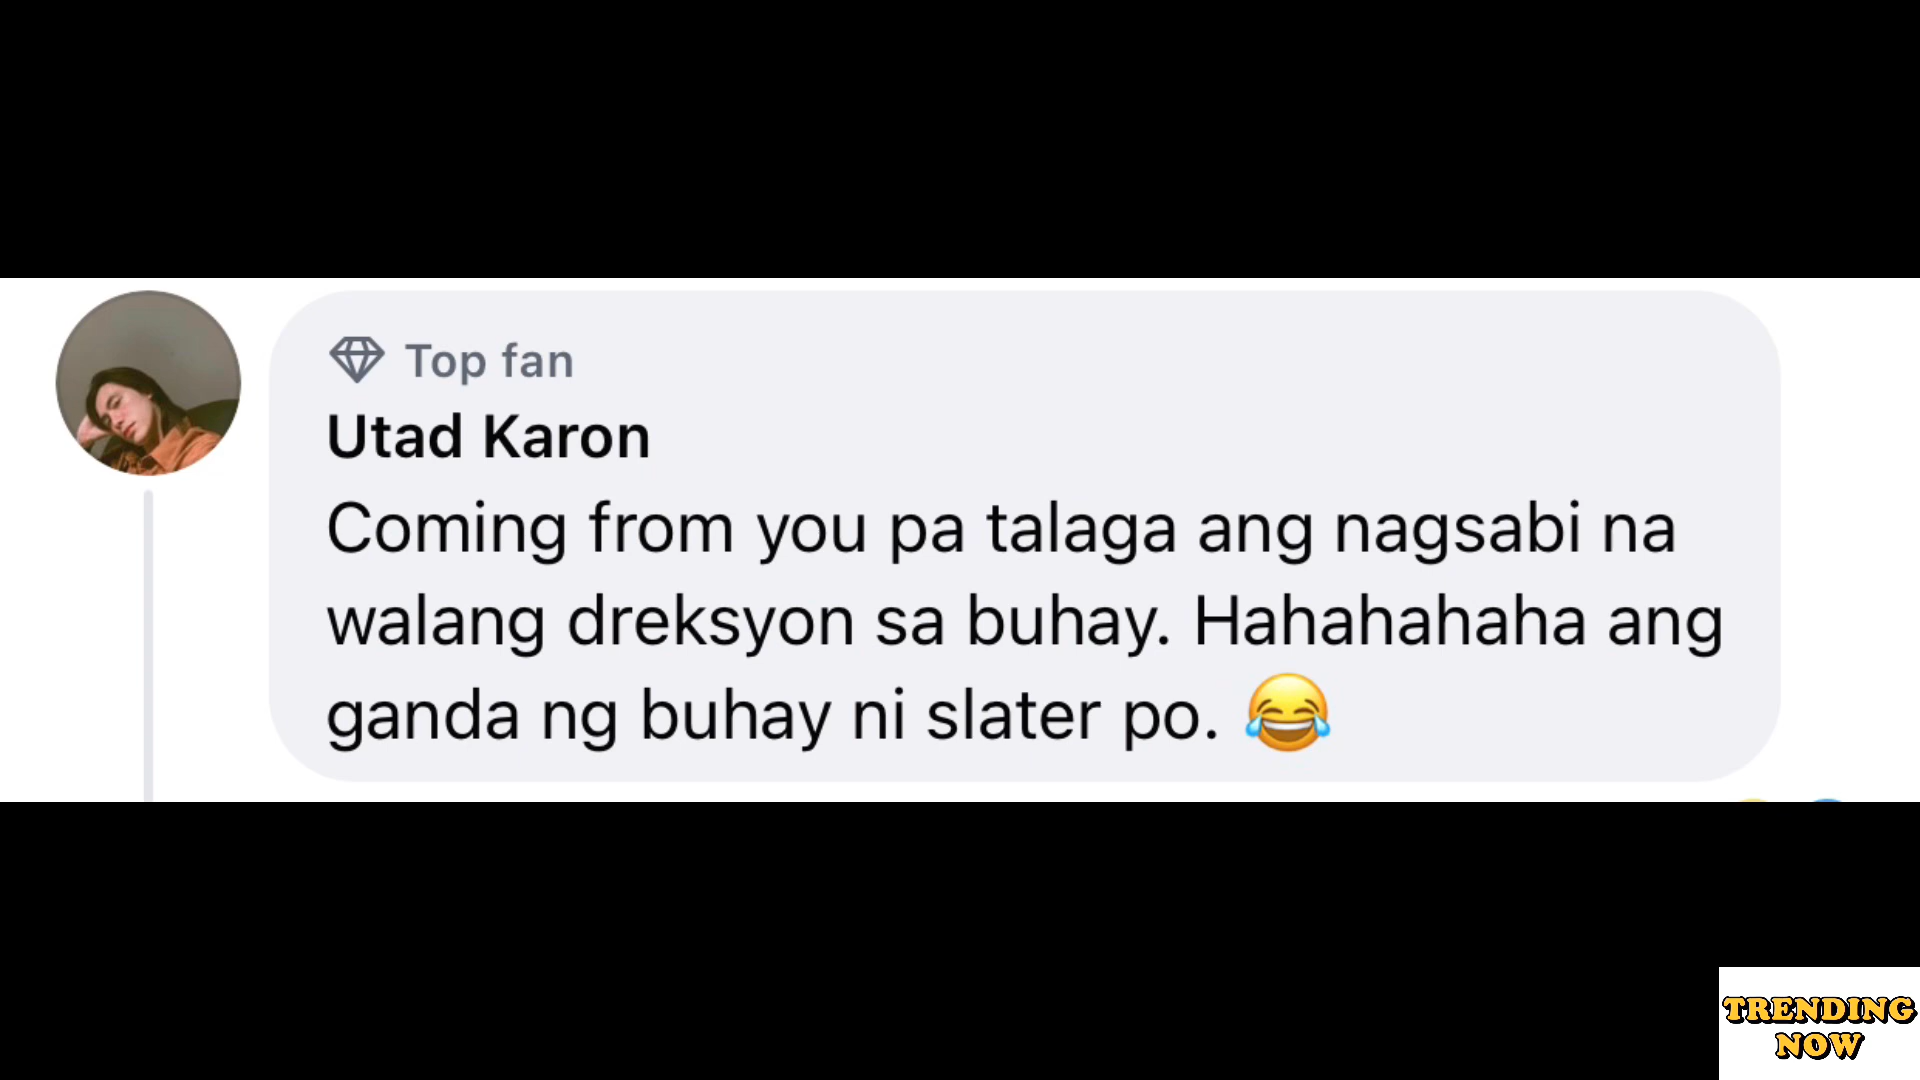 Top fan
Utad Karon
Coming from you pa talaga ang nagsabi na
walang dreksyon sa buhay. Hahahahaha ang
ganda ng buhay ni slater po. 😂
TRENDING
NOW